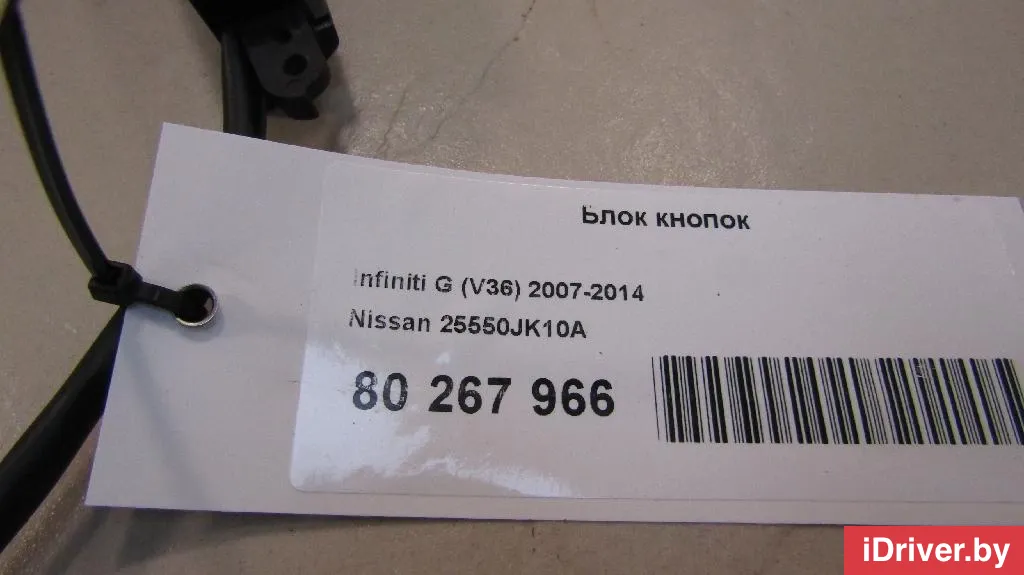 Блок кнопок
Infiniti G (V36) 2007-2014
Nissan 25550JK10A
80 267 966
iDriver.by